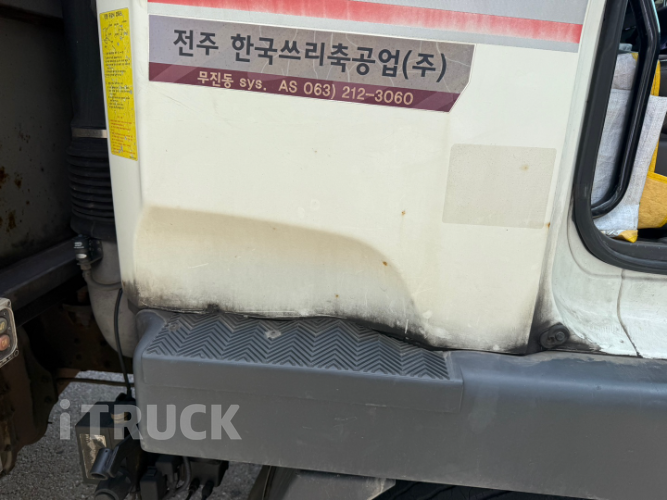 전주 한국쓰리축공업(주)
무진동 sys. AS 063) 212-3060
iTRUCK